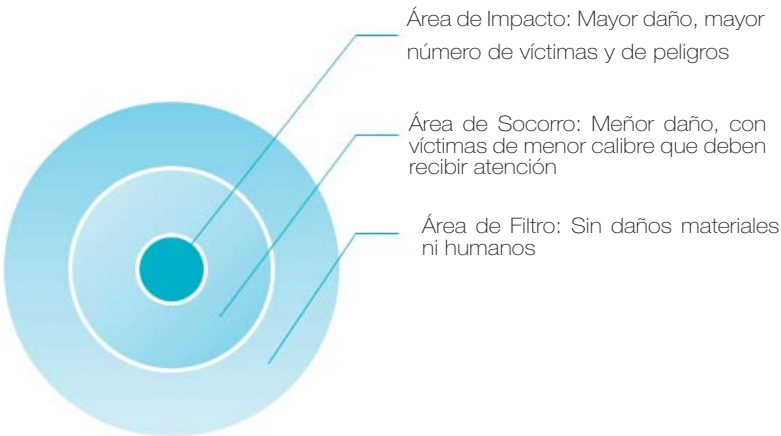 Área de Impacto: Mayor daño, mayor
número de víctimas y de peligros
Área de Socorro: Meñor daño, con
víctimas de menor calibre que deben
recibir atención
Área de Filtro: Sin daños materiales
ni humanos